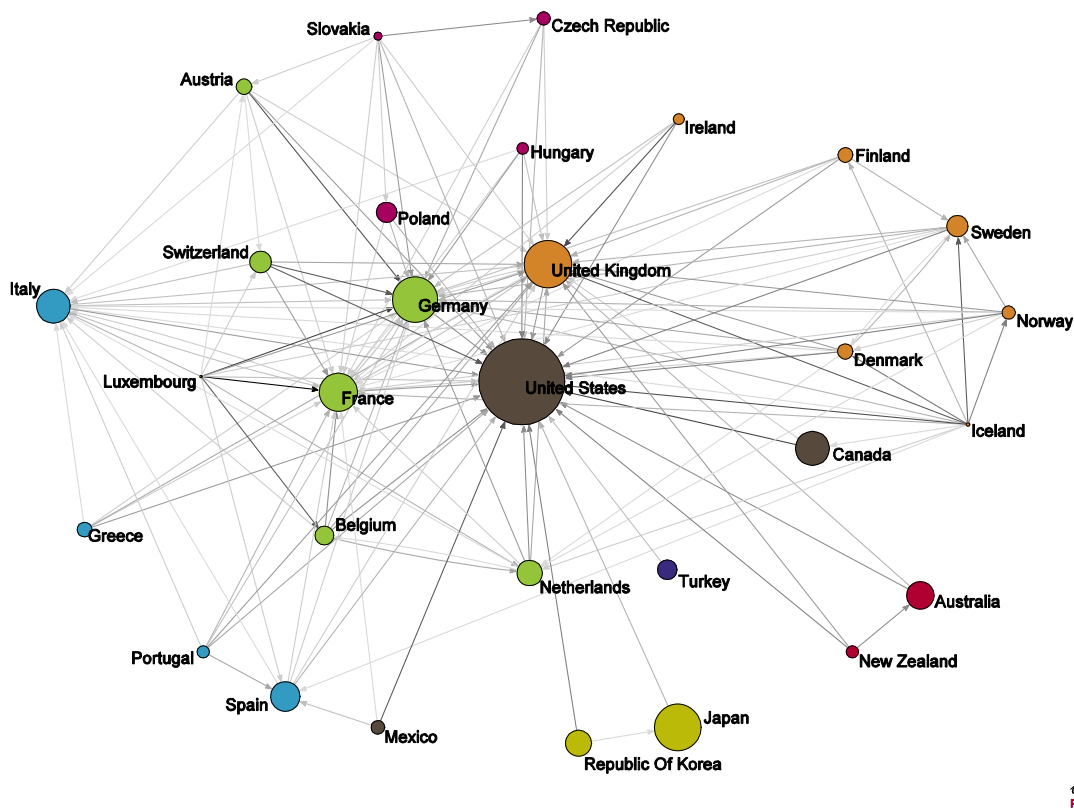 Slovakia
Czech Republic
Austria
Ireland
Hungary
Finland
Poland
Sweden
Switzerland
United Kingdom
Italy
Germany
Norway
Denmark
Luxembourg
United States
France
Iceland
Canada
Belgium
Greece
Turkey
Netherlands
Australia
Portugal
New Zealand
Spain
Japan
Mexico
Republic Of Korea